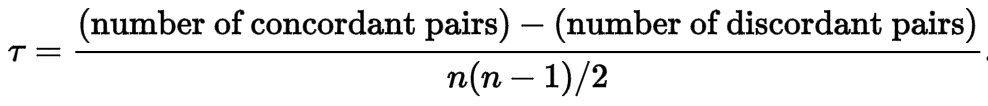 τ = (number of concordant pairs) − (number of discordant pairs) / n(n − 1)/2 .